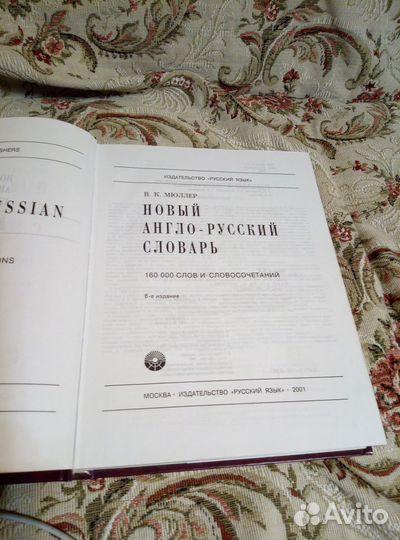 SHERS
USSIAN
ONS
ИЗДАТЕЛЬСТВО «РУССКИЙ ЯЗЫК»
В. К. МЮЛЛЕР
НОВЫЙ
АНГЛО-РУССКИЙ
СЛОВАРЬ
160 000 СЛОВ И СЛОВОСОЧЕТАНИЙ
8-е издание
МОСКВА · ИЗДАТЕЛЬСТВО «РУССКИЙ ЯЗЫК» · 2001
Avito